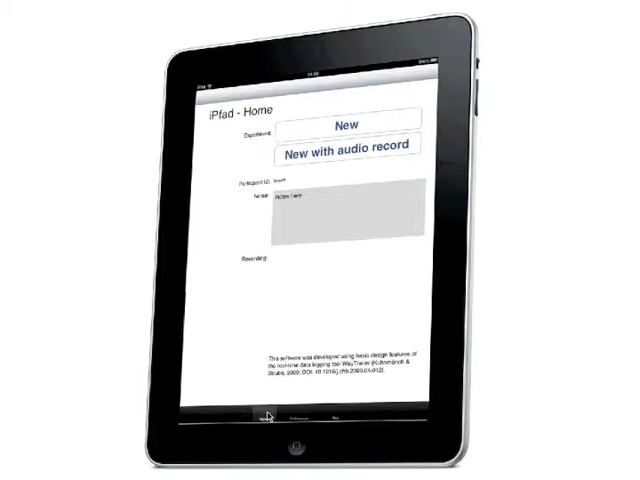 iPad
iPfad - Home
Experiment:
New
New with audio record
Participant ID:
Notes:
Notes here
Recording:
This software was developed using basic design features of
the real-time data logging tool WayTracer
Strube, 2009; DOI: 10.1016/j.chb.2009.04.012).
Preferences